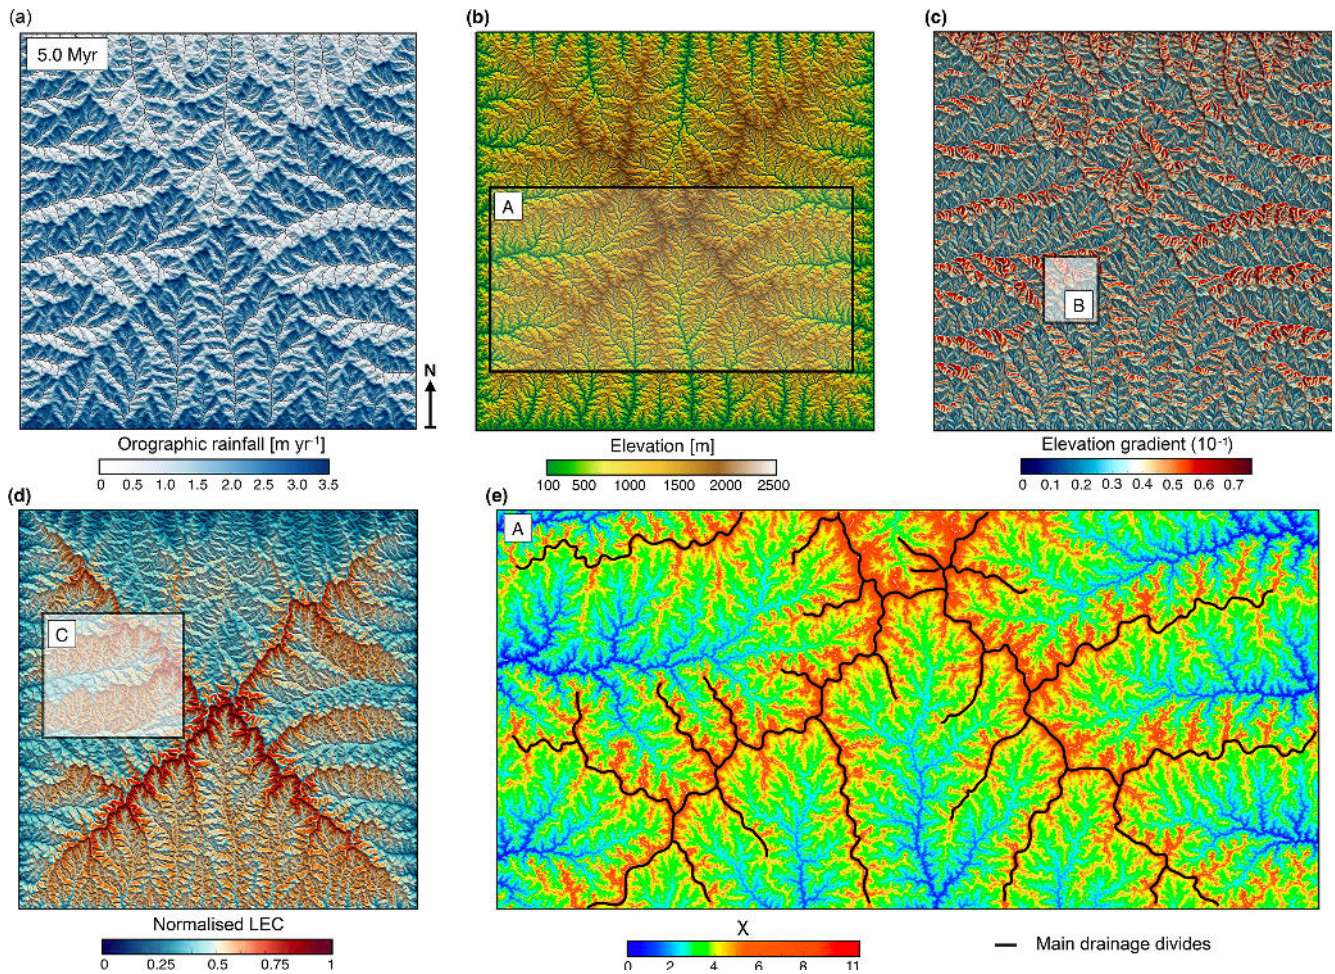 (a)
5.0 Myr
N
Orographic rainfall [m yr⁻¹]
0 0.5 1.0 1.5 2.0 2.5 3.0 3.5
(b)
A
Elevation [m]
100 500 1000 1500 2000 2500
(c)
B
Elevation gradient (10⁻¹)
0 0.1 0.2 0.3 0.4 0.5 0.6 0.7
(d)
C
Normalised LEC
0 0.25 0.50 0.75 1
(e)
A
χ
0 2 4 6 8 11
Main drainage divides